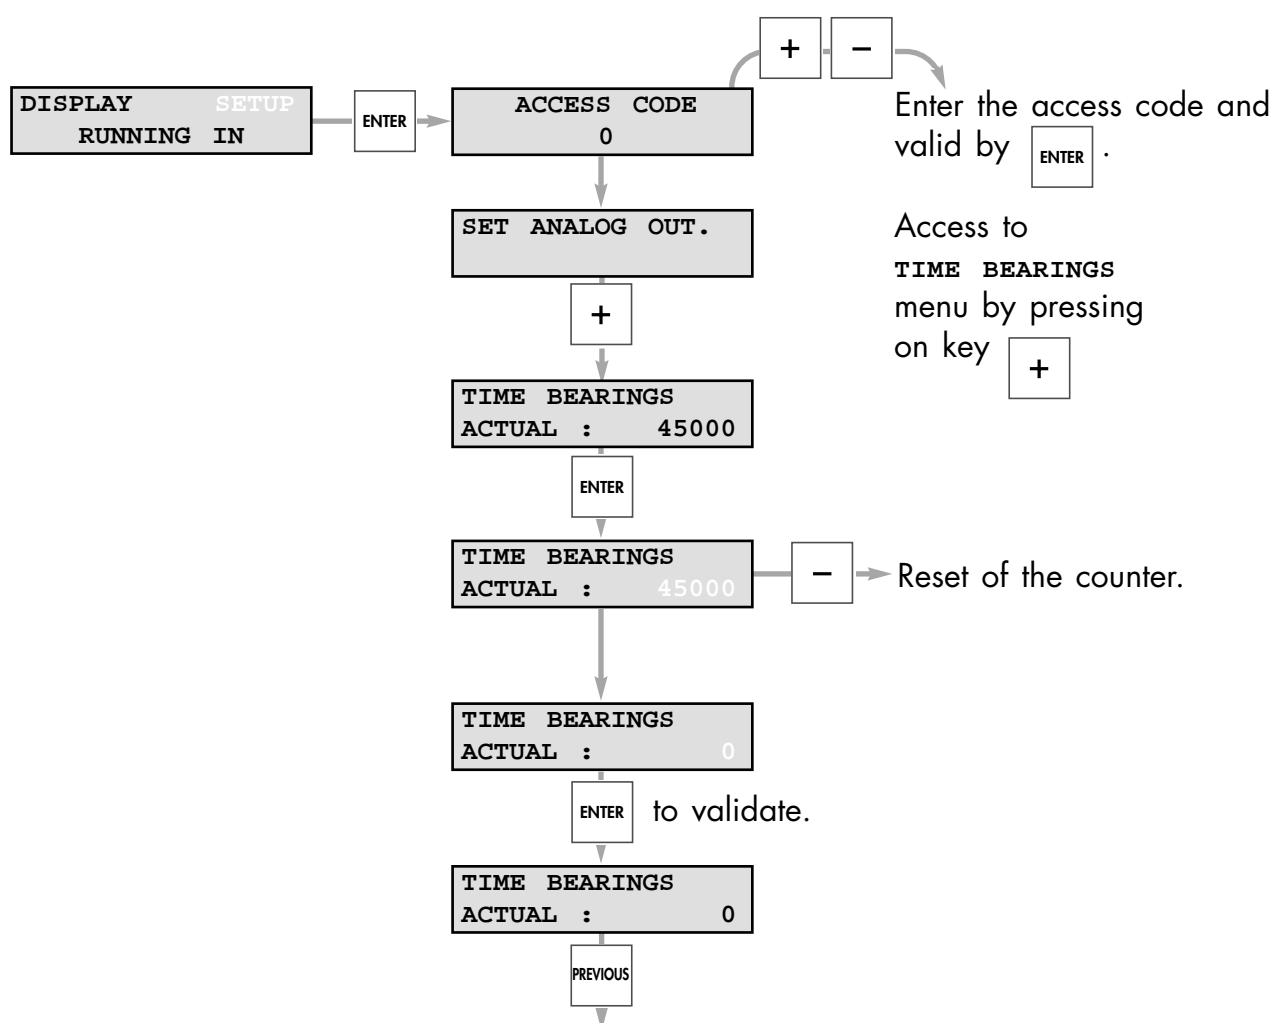 + −
DISPLAY SETUP
RUNNING IN
ENTER
ACCESS CODE
0
Enter the access code and
valid by ENTER .
SET ANALOG OUT.
Access to
TIME BEARINGS
menu by pressing
on key +
+
TIME BEARINGS
ACTUAL : 45000
ENTER
TIME BEARINGS
ACTUAL : 45000
− Reset of the counter.
TIME BEARINGS
ACTUAL : 0
ENTER to validate.
TIME BEARINGS
ACTUAL : 0
PREVIOUS